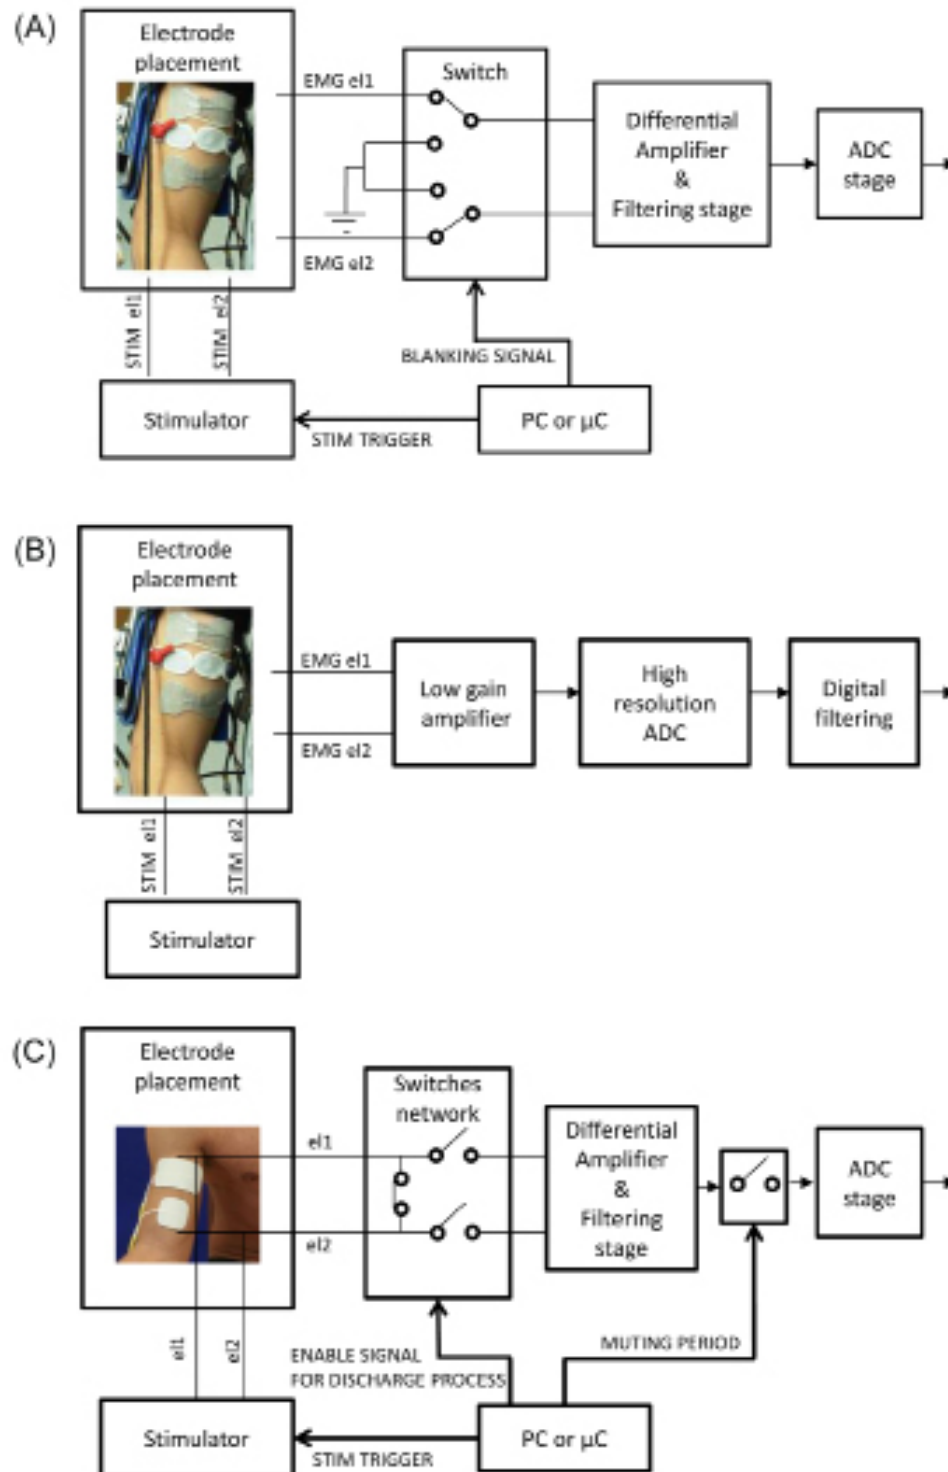 (A)
Electrode
placement
EMG el1
Switch
Differential
Amplifier
&
Filtering stage
ADC
stage
EMG el2
STIM el1
STIM el2
BLANKING SIGNAL
Stimulator
STIM TRIGGER
PC or µC
(B)
Electrode
placement
EMG el1
Low gain
amplifier
High
resolution
ADC
Digital
filtering
EMG el2
STIM el1
STIM el2
Stimulator
(C)
Electrode
placement
Switches
network
el1
Differential
Amplifier
&
Filtering
stage
ADC
stage
el2
el1
el2
ENABLE SIGNAL
FOR DISCHARGE PROCESS
MUTING PERIOD
Stimulator
STIM TRIGGER
PC or µC